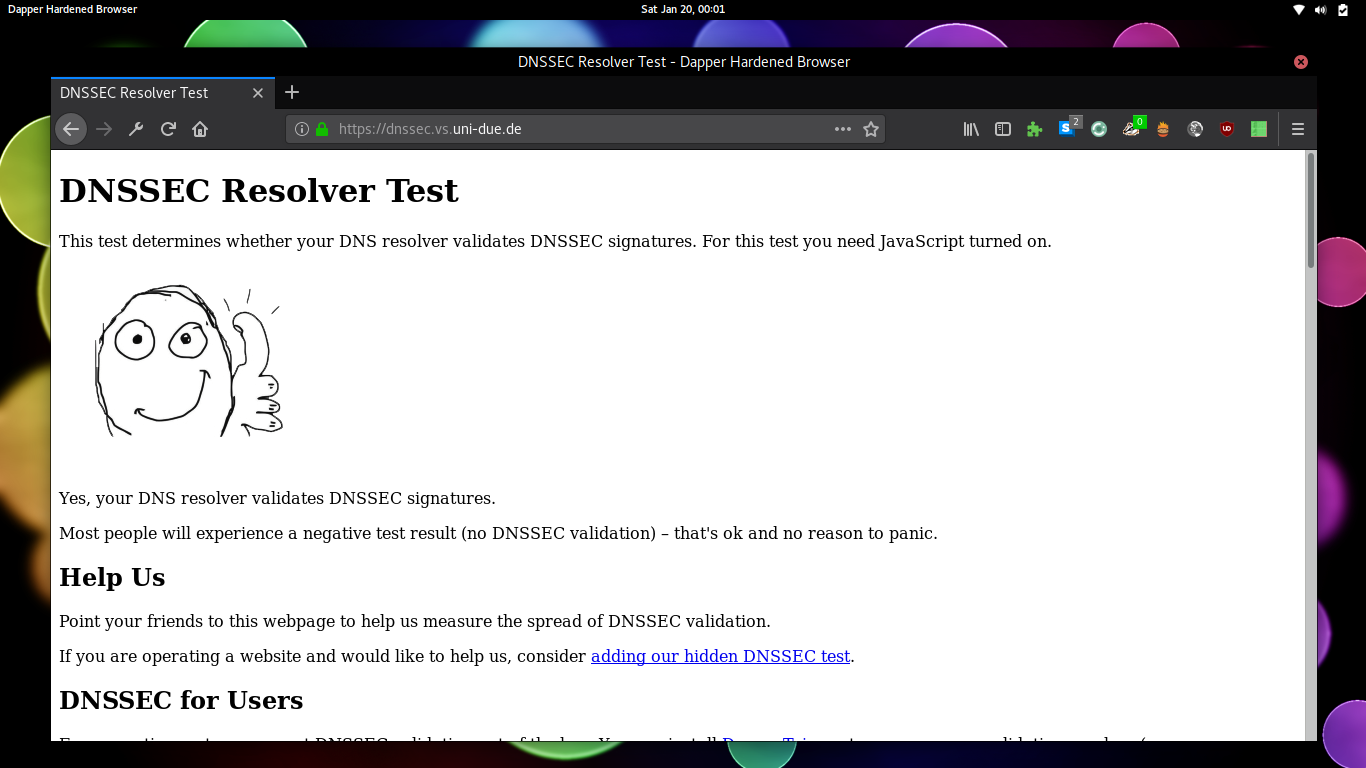 Dapper Hardened Browser
Sat Jan 20, 00:01
DNSSEC Resolver Test - Dapper Hardened Browser
DNSSEC Resolver Test
https://dnssec.vs.uni-due.de
S 2
0
UD
DNSSEC Resolver Test
This test determines whether your DNS resolver validates DNSSEC signatures. For this test you need JavaScript turned on.
Yes, your DNS resolver validates DNSSEC signatures.
Most people will experience a negative test result (no DNSSEC validation) – that's ok and no reason to panic.
Help Us
Point your friends to this webpage to help us measure the spread of DNSSEC validation.
If you are operating a website and would like to help us, consider adding our hidden DNSSEC test.
DNSSEC for Users